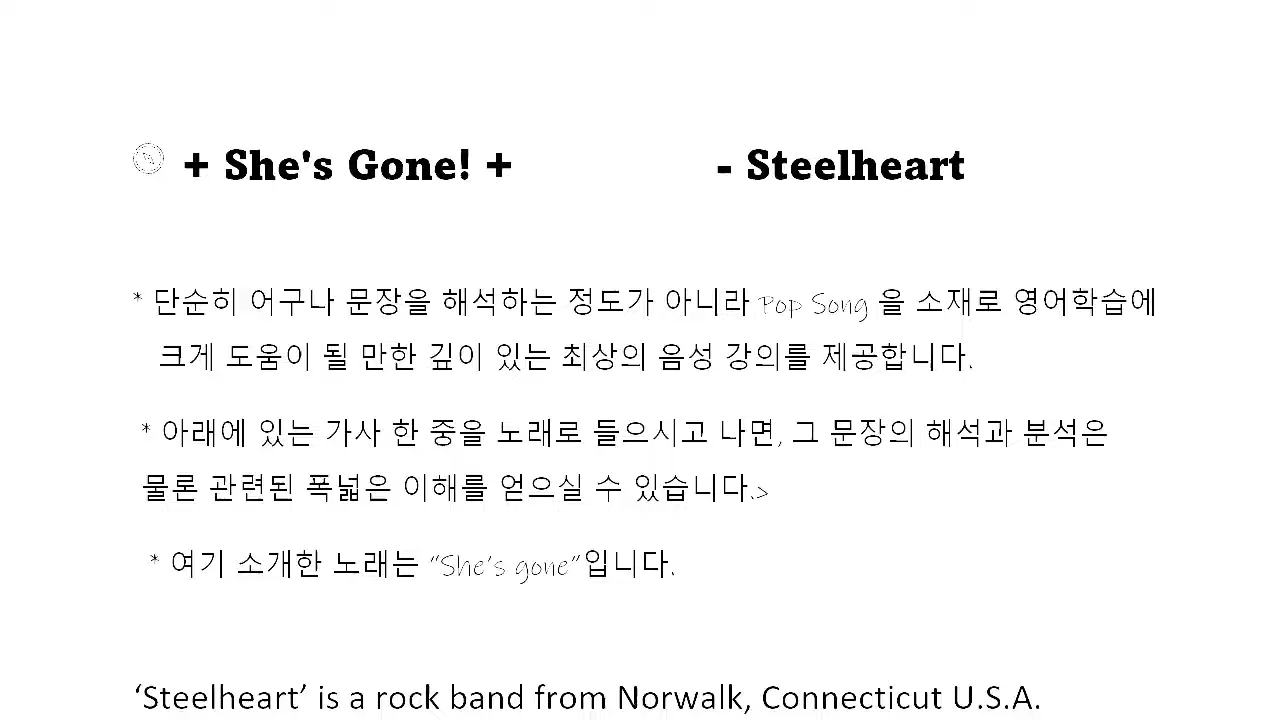 + She's Gone! + - Steelheart
* 단순히 어구나 문장을 해석하는 정도가 아니라 Pop Song 을 소재로 영어학습에
크게 도움이 될 만한 깊이 있는 최상의 음성 강의를 제공합니다.
* 아래에 있는 가사 한 중을 노래로 들으시고 나면, 그 문장의 해석과 분석은
물론 관련된 폭넓은 이해를 얻으실 수 있습니다.>
* 여기 소개한 노래는 “She’s gone”입니다.
‘Steelheart’ is a rock band from Norwalk, Connecticut U.S.A.